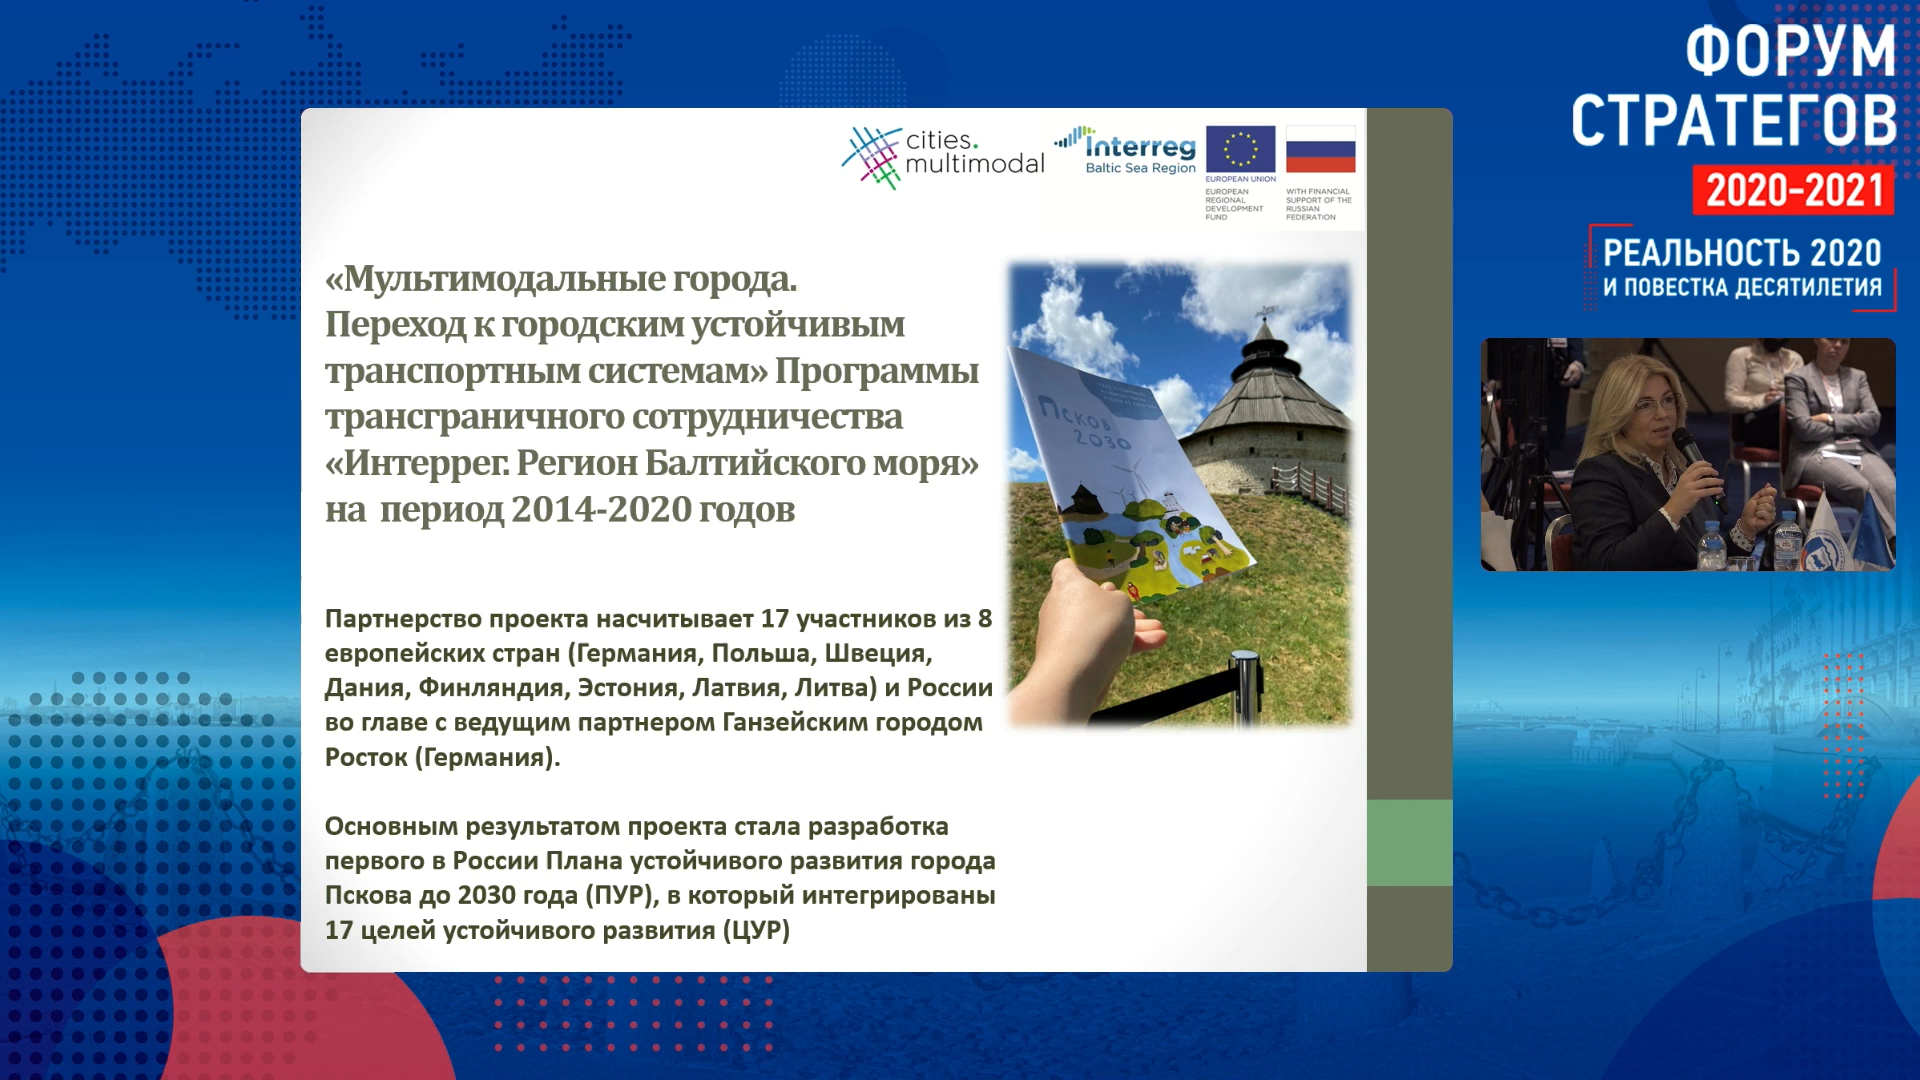 ФОРУМ
СТРАТЕГОВ
2020-2021
РЕАЛЬНОСТЬ 2020
И ПОВЕСТКА ДЕСЯТИЛЕТИЯ
cities.
multimodal
Interreg
Baltic Sea Region
EUROPEAN UNION
EUROPEAN
REGIONAL
DEVELOPMENT
FUND
WITH FINANCIAL
SUPPORT OF THE
RUSSIAN
FEDERATION
«Мультимодальные города.
Переход к городским устойчивым
транспортным системам» Программы
трансграничного сотрудничества
«Интеррег. Регион Балтийского моря»
на период 2014-2020 годов
Псков
2030
Партнерство проекта насчитывает 17 участников из 8
европейских стран (Германия, Польша, Швеция,
Дания, Финляндия, Эстония, Латвия, Литва) и России
во главе с ведущим партнером Ганзейским городом
Росток (Германия).
Основным результатом проекта стала разработка
первого в России Плана устойчивого развития города
Пскова до 2030 года (ПУР), в который интегрированы
17 целей устойчивого развития (ЦУР)